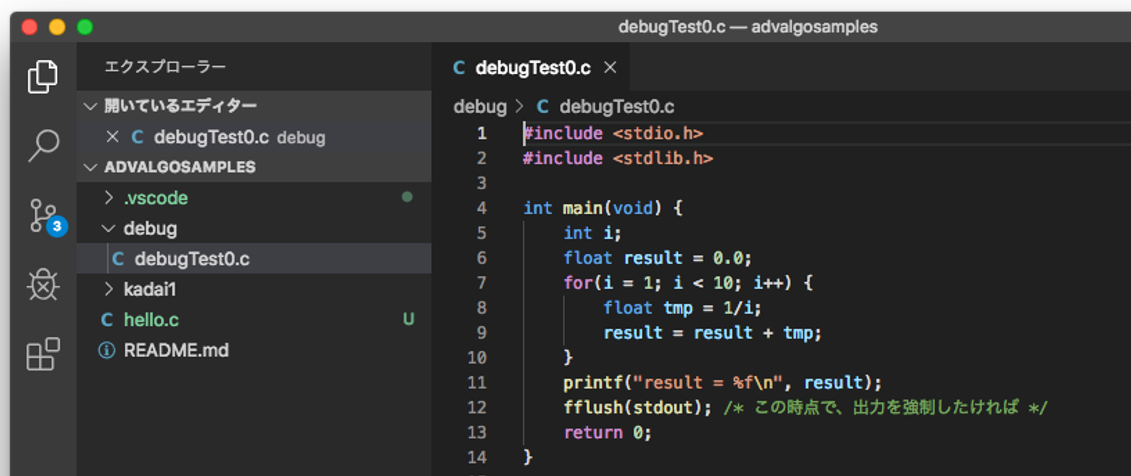 debugTest0.c — advalgosamples
エクスプローラー
開いているエディター
debugTest0.c debug
ADVALGOSAMPLES
.vscode
debug
debugTest0.c
kadai1
hello.c U
README.md
3
debugTest0.c
debug > debugTest0.c
1 #include <stdio.h>
2 #include <stdlib.h>
3
4 int main(void) {
5 int i;
6 float result = 0.0;
7 for(i = 1; i < 10; i++) {
8 float tmp = 1/i;
9 result = result + tmp;
10 }
11 printf("result = %f\n", result);
12 fflush(stdout); /* この時点で、出力を強制したければ */
13 return 0;
14 }